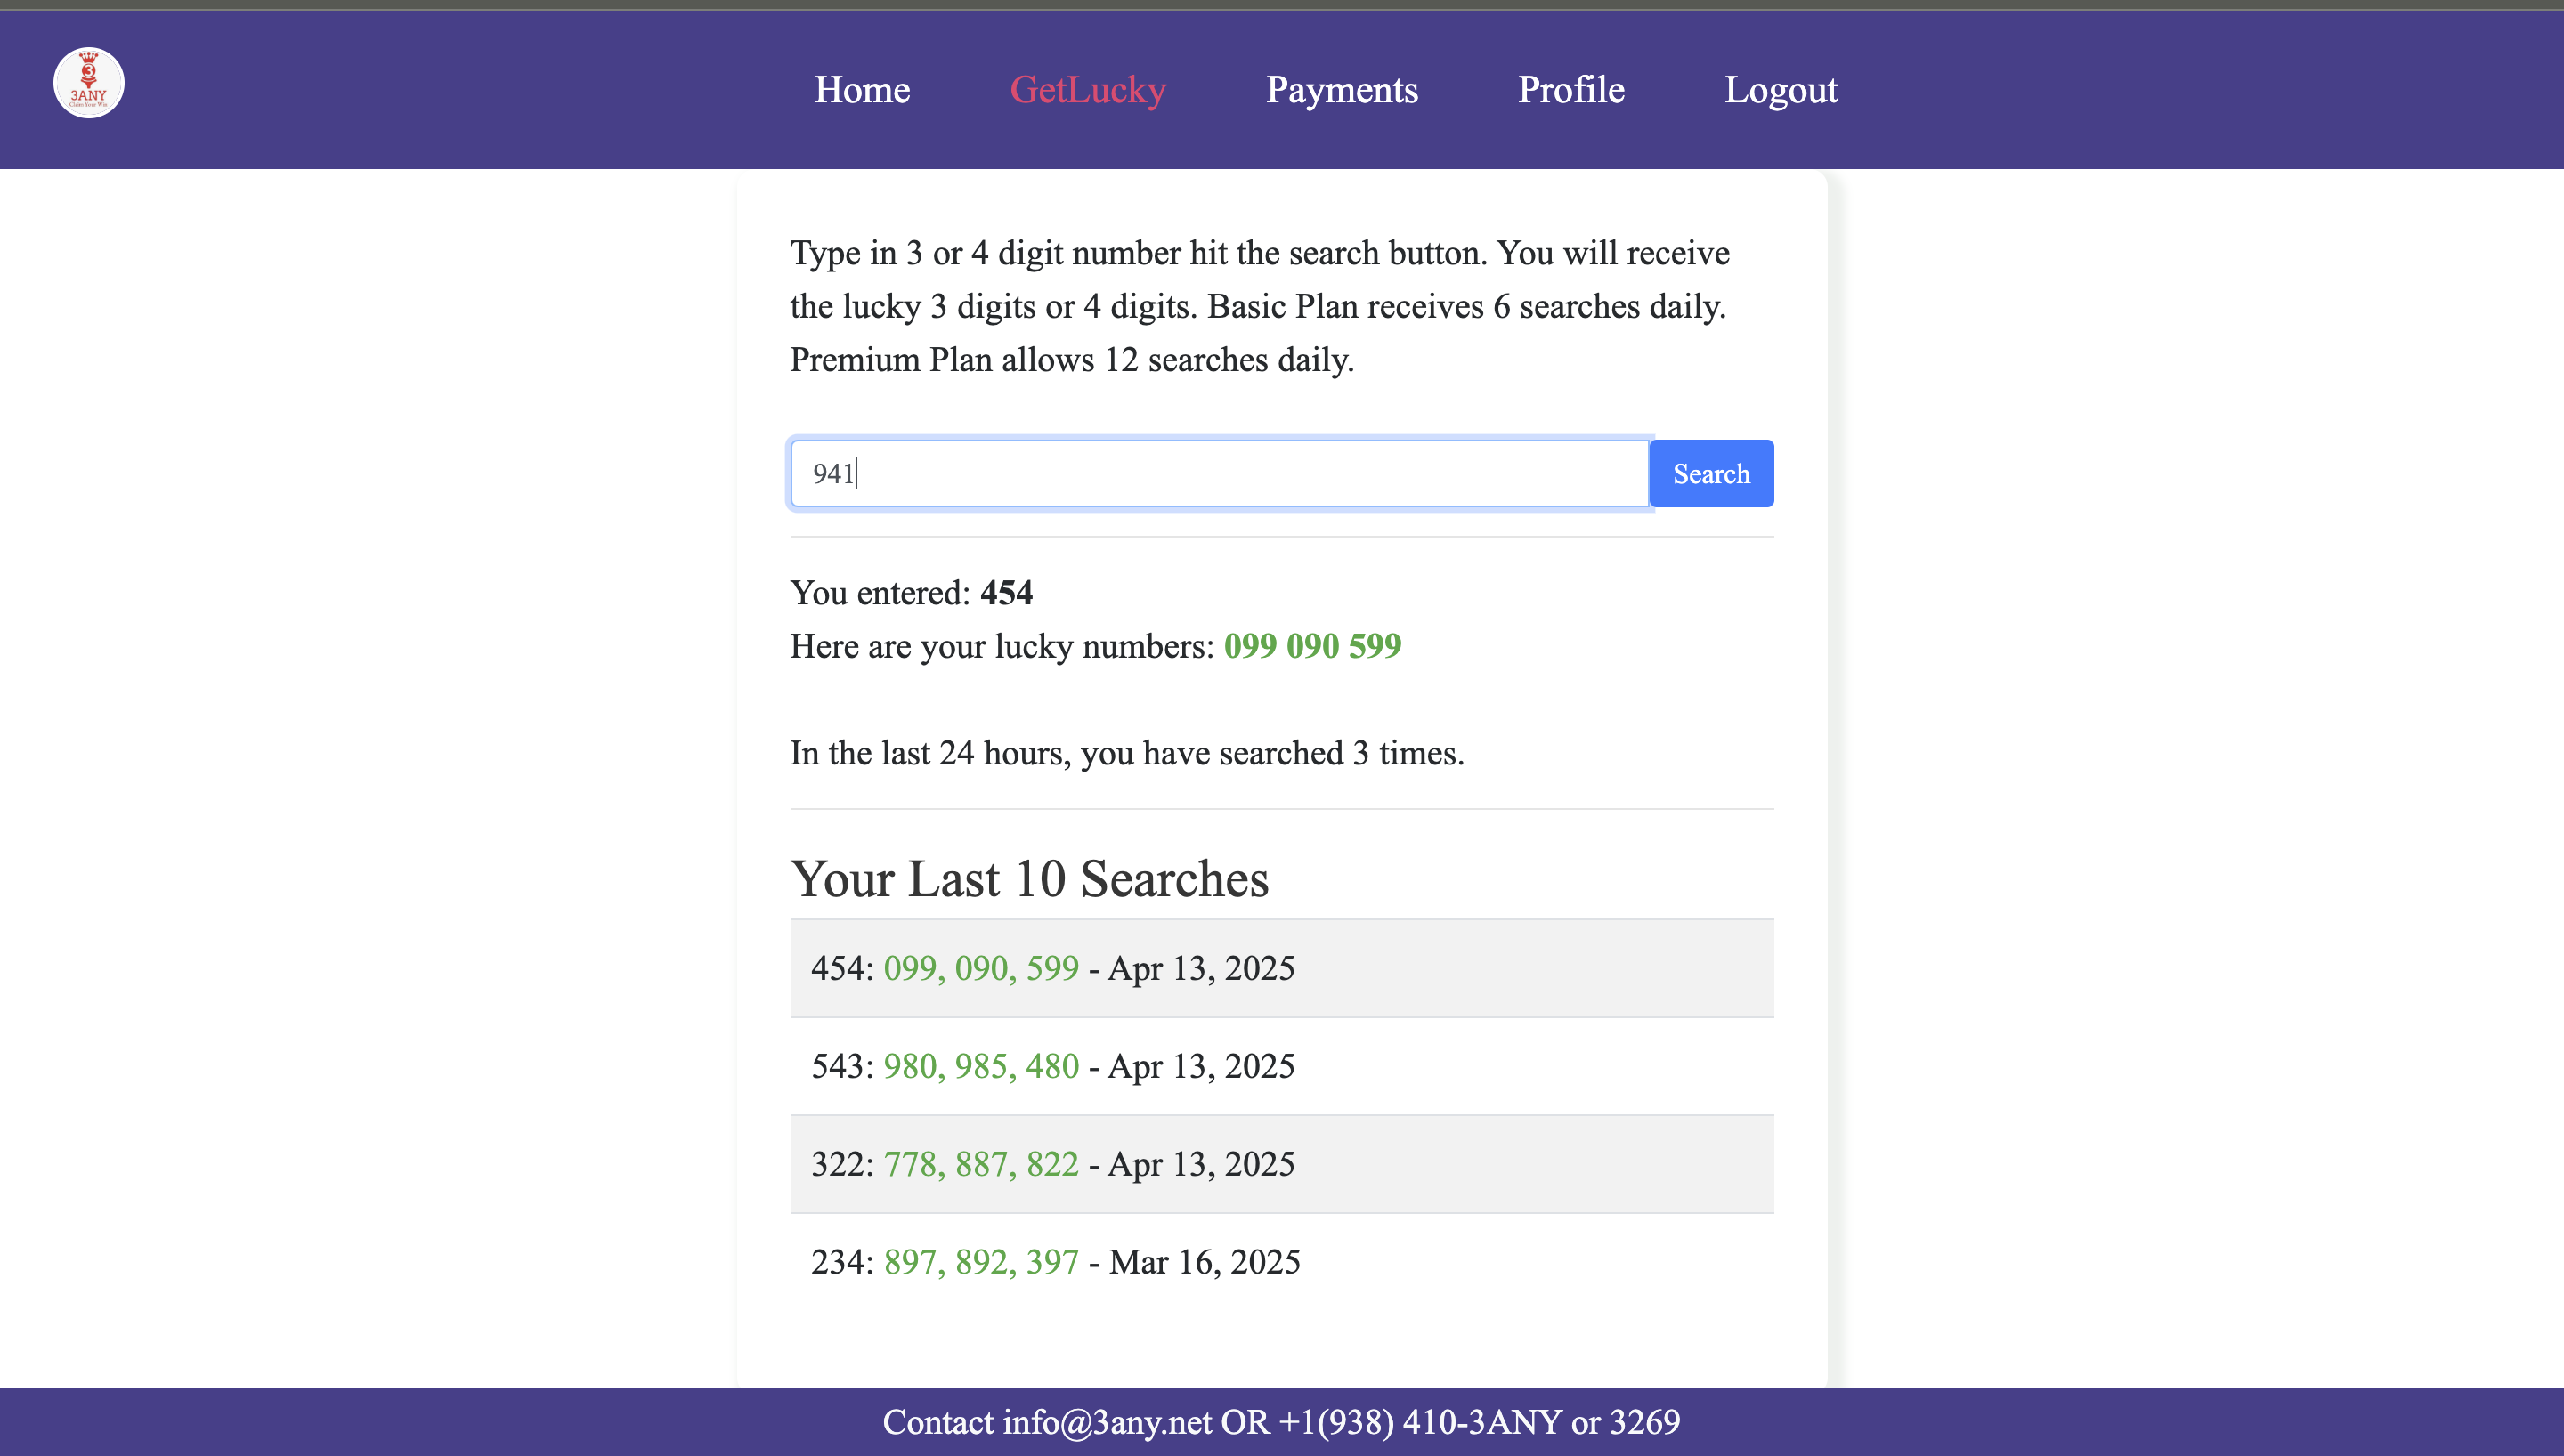 3
3ANY
Claim Your Win
Home GetLucky Payments Profile Logout
Type in 3 or 4 digit number hit the search button. You will receive
the lucky 3 digits or 4 digits. Basic Plan receives 6 searches daily.
Premium Plan allows 12 searches daily.
941
Search
You entered: 454
Here are your lucky numbers: 099 090 599
In the last 24 hours, you have searched 3 times.
Your Last 10 Searches
454: 099, 090, 599 - Apr 13, 2025
543: 980, 985, 480 - Apr 13, 2025
322: 778, 887, 822 - Apr 13, 2025
234: 897, 892, 397 - Mar 16, 2025
Contact info@3any.net OR +1(938) 410-3ANY or 3269